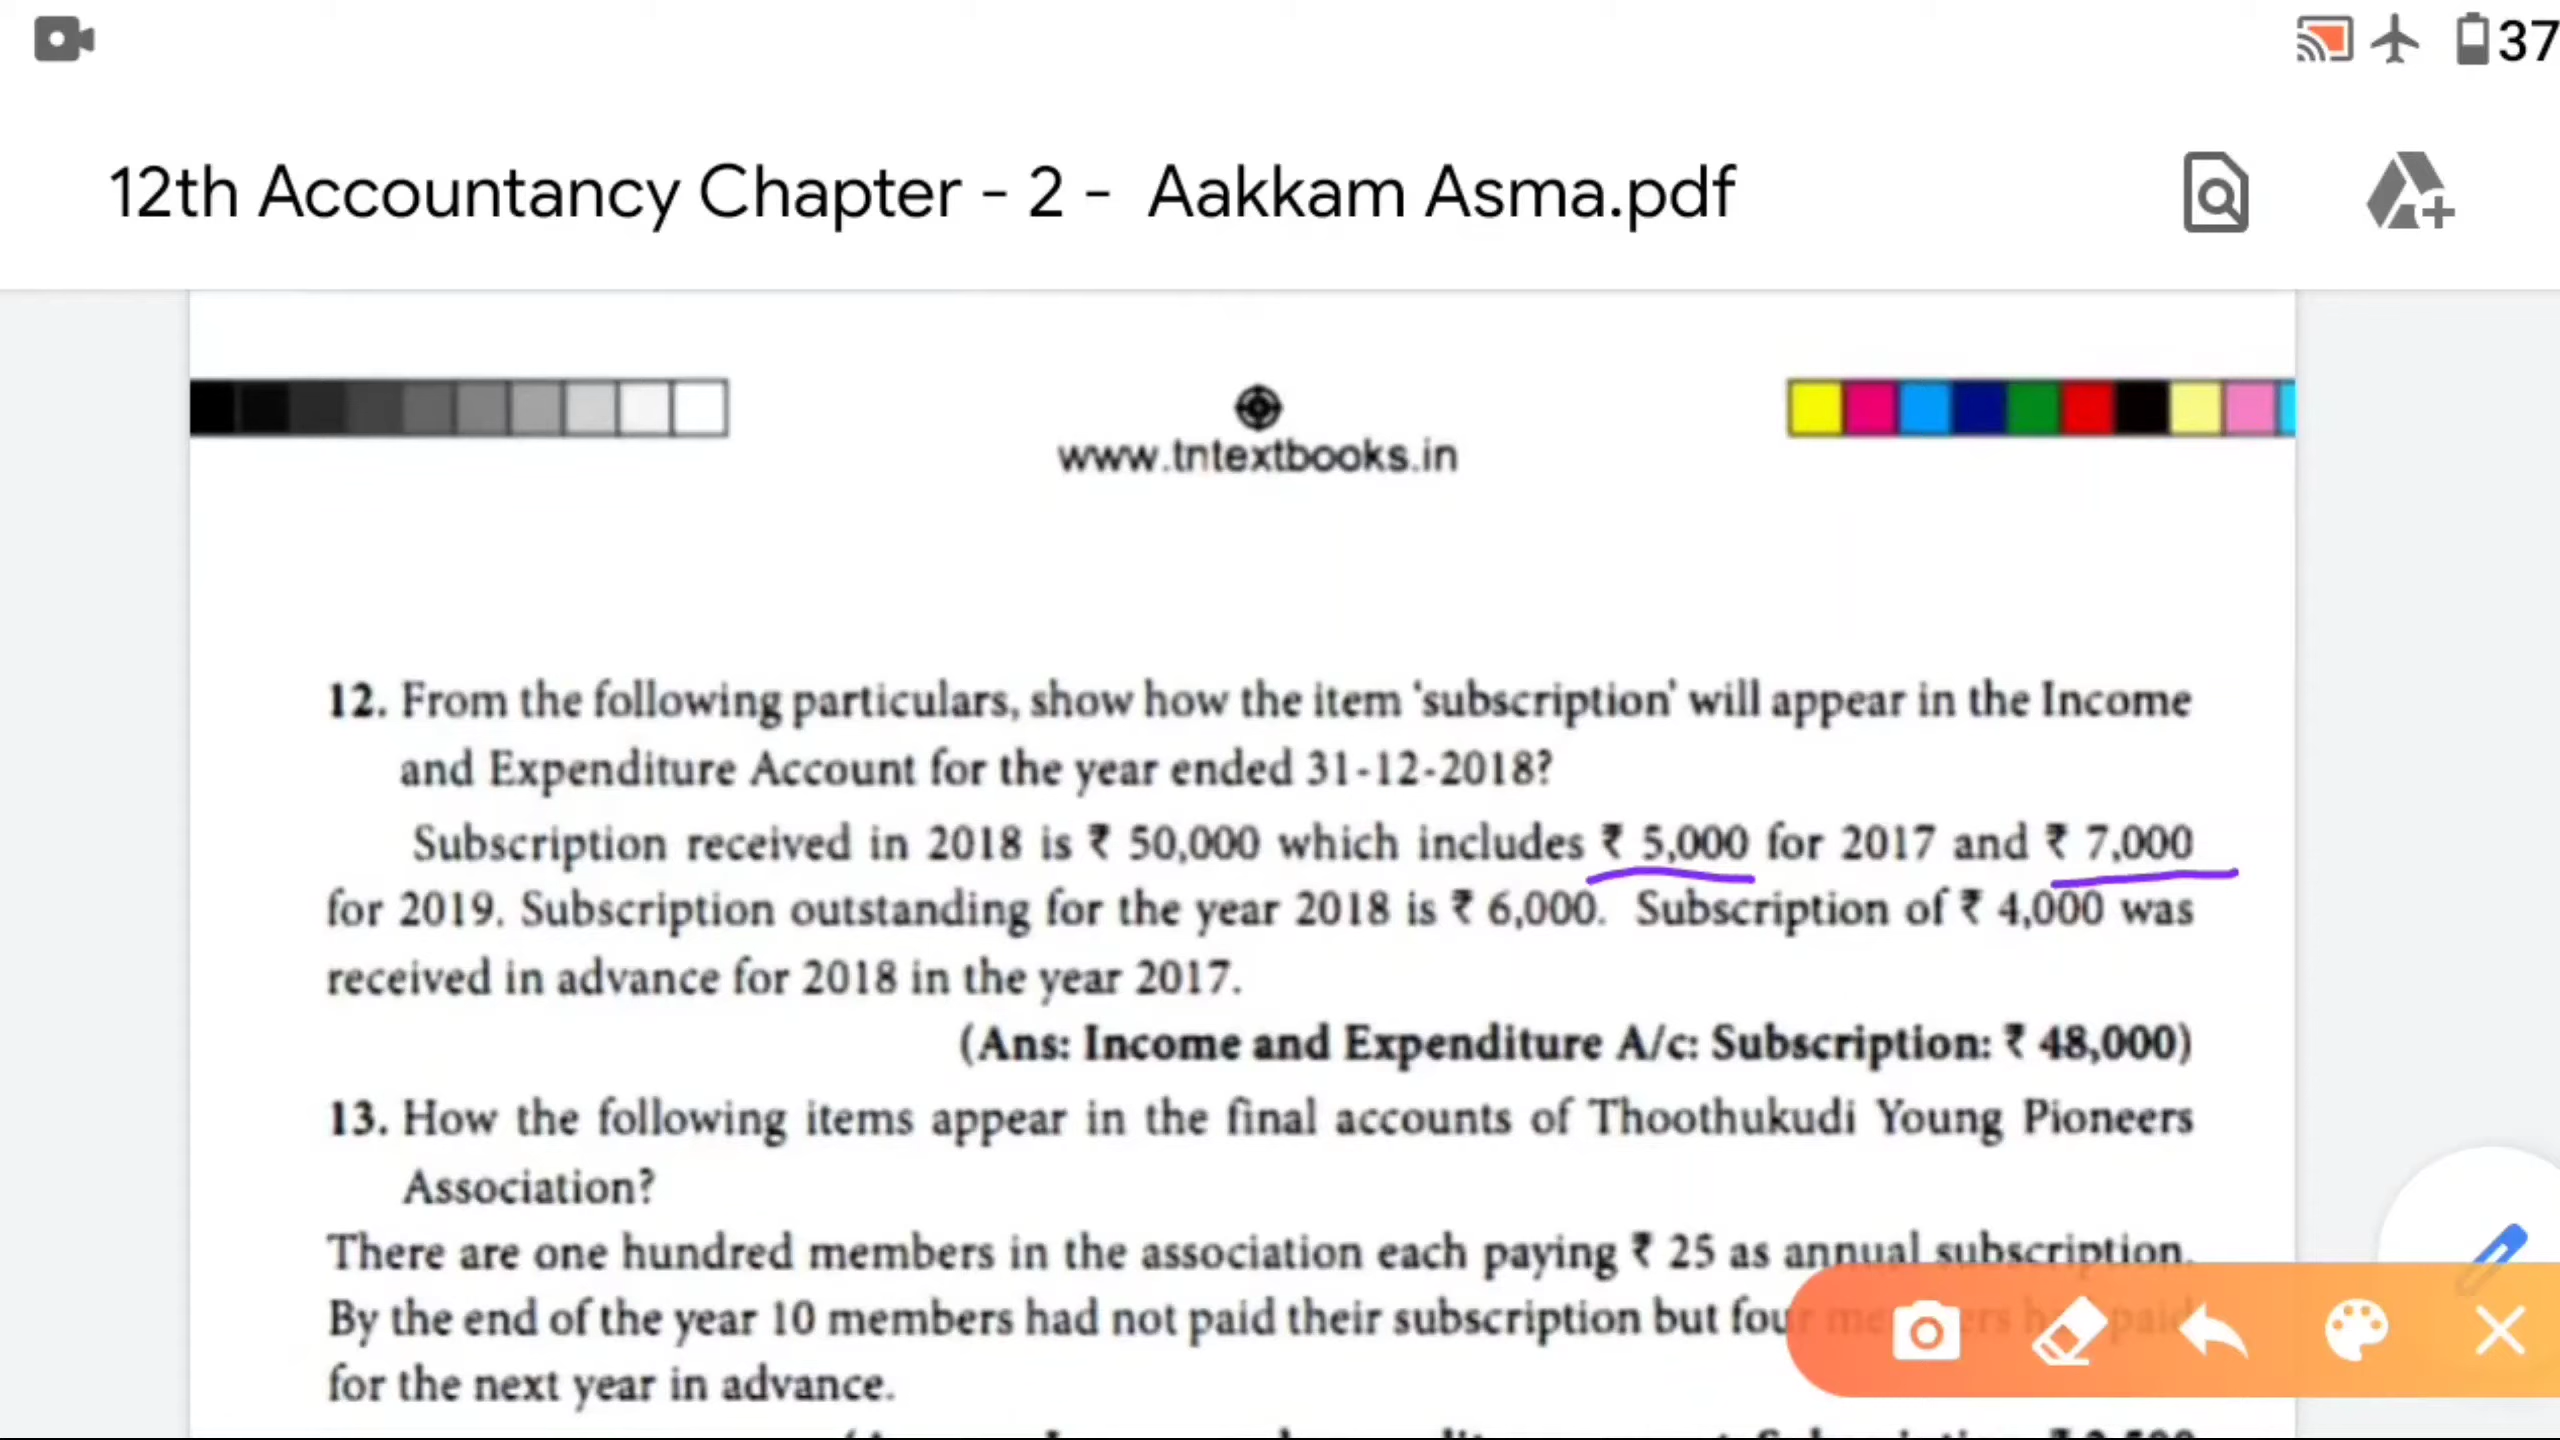 37
12th Accountancy Chapter - 2 - Aakkam Asma.pdf
www.tntextbooks.in
12. From the following particulars, show how the item ‘subscription’ will appear in the Income
and Expenditure Account for the year ended 31-12-2018?
Subscription received in 2018 is ₹ 50,000 which includes ₹ 5,000 for 2017 and ₹ 7,000
for 2019. Subscription outstanding for the year 2018 is ₹ 6,000. Subscription of ₹ 4,000 was
received in advance for 2018 in the year 2017.
(Ans: Income and Expenditure A/c: Subscription: ₹ 48,000)
13. How the following items appear in the final accounts of Thoothukudi Young Pioneers
Association?
There are one hundred members in the association each paying ₹ 25 as annual subscription.
By the end of the year 10 members had not paid their subscription but four members had paid
for the next year in advance.